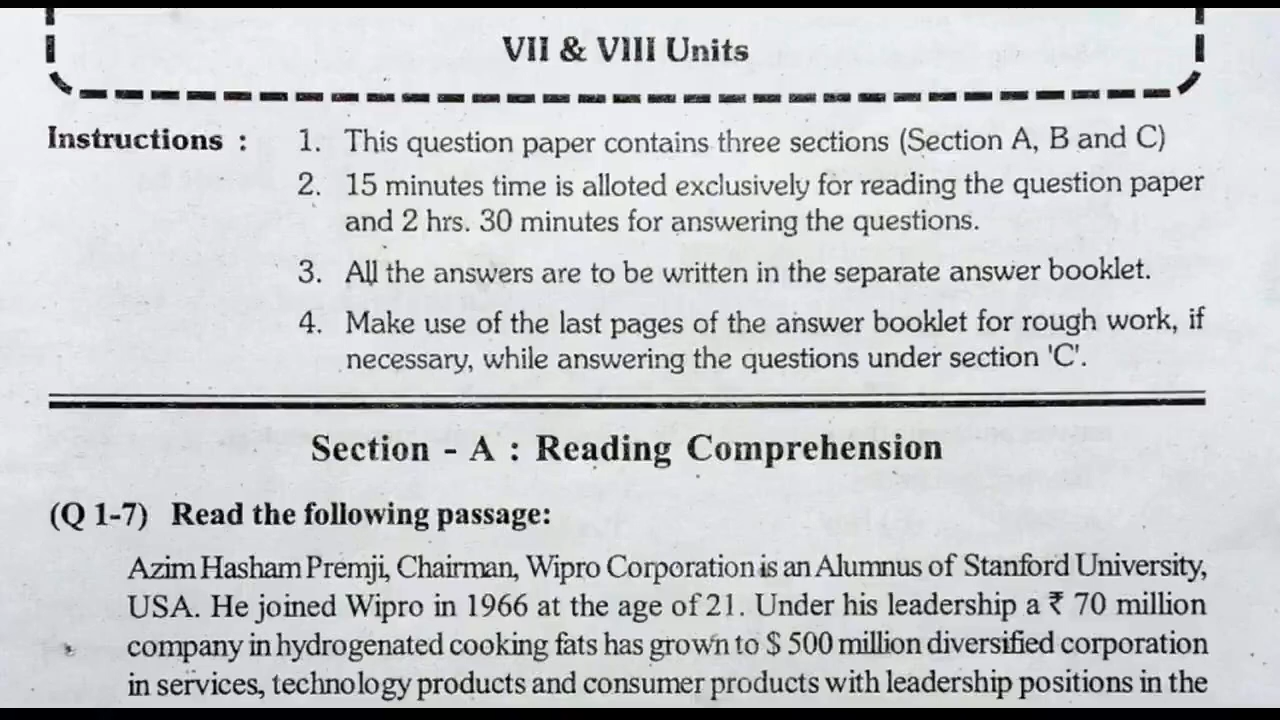 VII & VIII Units
Instructions : 1. This question paper contains three sections (Section A, B and C)
2. 15 minutes time is alloted exclusively for reading the question paper
and 2 hrs. 30 minutes for answering the questions.
3. All the answers are to be written in the separate answer booklet.
4. Make use of the last pages of the answer booklet for rough work, if
necessary, while answering the questions under section 'C'.
Section - A : Reading Comprehension
(Q 1-7) Read the following passage:
Azim Hasham Premji, Chairman, Wipro Corporation is an Alumnus of Stanford University,
USA. He joined Wipro in 1966 at the age of 21. Under his leadership a ₹ 70 million
company in hydrogenated cooking fats has grown to $ 500 million diversified corporation
in services, technology products and consumer products with leadership positions in the